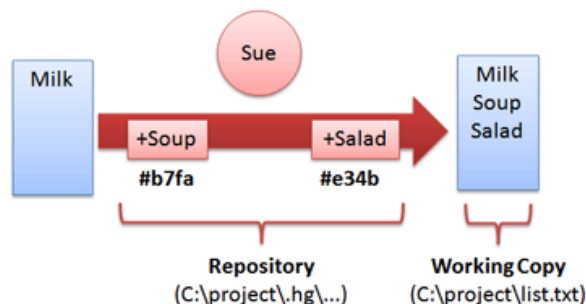 Sue
Milk
+Soup
+Salad
Milk
Soup
Salad
#b7fa
#e34b
Repository
(C:\project\.hg\...)
Working Copy
(C:\project\list.txt)